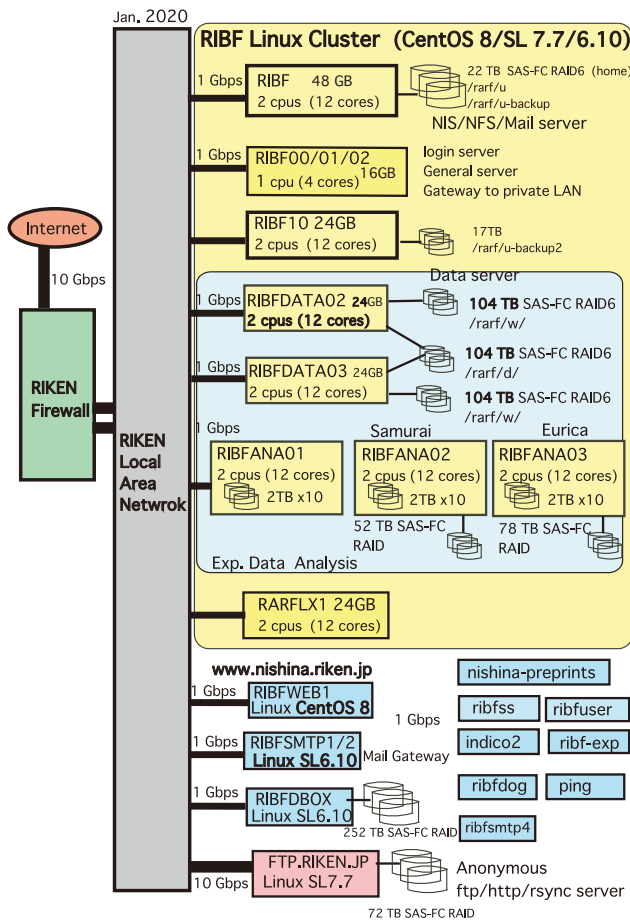 Jan. 2020
RIBF Linux Cluster (CentOS 8/SL 7.7/6.10)
1 Gbps
RIBF 48 GB
2 cpus (12 cores)
22 TB SAS-FC RAID6 (home)
/rarf/u
/rarf/u-backup
NIS/NFS/Mail server
1 Gbps
RIBF00/01/02
1 cpu (4 cores) 16GB
login server
General server
Gateway to private LAN
Internet
10 Gbps
RIBF10 24GB
2 cpus (12 cores)
17TB
/rarf/u-backup2
Data server
1 Gbps
RIBFDATA02 24GB
2 cpus (12 cores)
104 TB SAS-FC RAID6
/rarf/w/
104 TB SAS-FC RAID6
/rarf/d/
1 Gbps
RIBFDATA03 24GB
2 cpus (12 cores)
104 TB SAS-FC RAID6
/rarf/w/
RIKEN
Firewall
RIKEN
Local
Area
Netwrok
1 Gbps
Samurai
Eurica
RIBFANA01
2 cpus (12 cores)
2TB x10
RIBFANA02
2 cpus (12 cores)
2TB x10
RIBFANA03
2 cpus (12 cores)
2TB x10
52 TB SAS-FC
RAID
78 TB SAS-FC
RAID
Exp. Data Analysis
RARFLX1 24GB
2 cpus (12 cores)
www.nishina.riken.jp
1 Gbps
RIBFWEB1
Linux CentOS 8
1 Gbps
1 Gbps
RIBFSMTP1/2
Linux SL6.10
Mail Gateway
1 Gbps
RIBFDBOX
Linux SL6.10
252 TB SAS-FC RAID
nishina-preprints
ribfss
ribfuser
indico2
ribf-exp
ribfdog
ping
ribfsmtp4
10 Gbps
FTP.RIKEN.JP
Linux SL7.7
72 TB SAS-FC RAID
Anonymous
ftp/http/rsync server